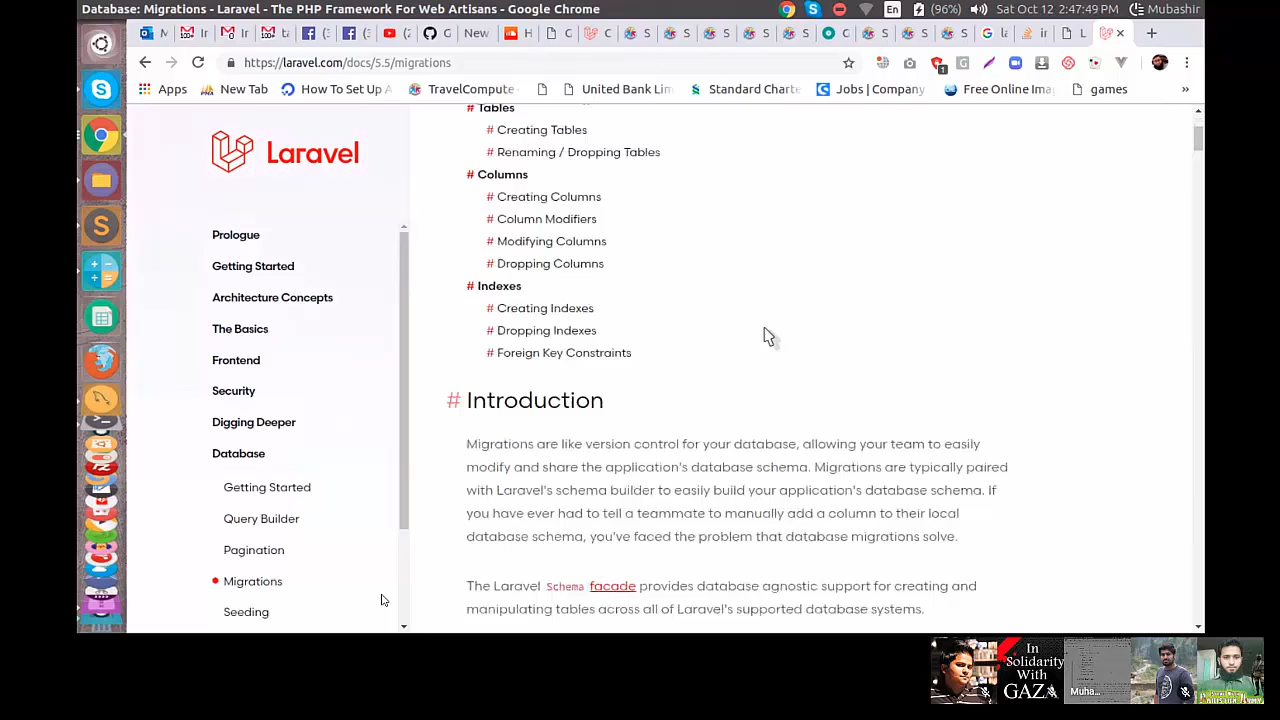 Database: Migrations - Laravel - The PHP Framework For Web Artisans - Google Chrome
En
(96%)
Sat Oct 12 2:47:49 PM
Mubashir
New
https://laravel.com/docs/5.5/migrations
1
Apps
New Tab
How To Set Up A
TravelCompute -
United Bank Lim
Standard Charte
Jobs | Company
Free Online Ima
games
»
Laravel
Prologue
Getting Started
Architecture Concepts
The Basics
Frontend
Security
Digging Deeper
Database
Getting Started
Query Builder
Pagination
Migrations
Seeding
# Tables
# Creating Tables
# Renaming / Dropping Tables
# Columns
# Creating Columns
# Column Modifiers
# Modifying Columns
# Dropping Columns
# Indexes
# Creating Indexes
# Dropping Indexes
# Foreign Key Constraints
# Introduction
Migrations are like version control for your database, allowing your team to easily
modify and share the application's database schema. Migrations are typically paired
with Laravel's schema builder to easily build your application's database schema. If
you have ever had to tell a teammate to manually add a column to their local
database schema, you've faced the problem that database migrations solve.
The Laravel Schema facade provides database agnostic support for creating and
manipulating tables across all of Laravel's supported database systems.
In
Solidarity
With
GAZA
Muha...